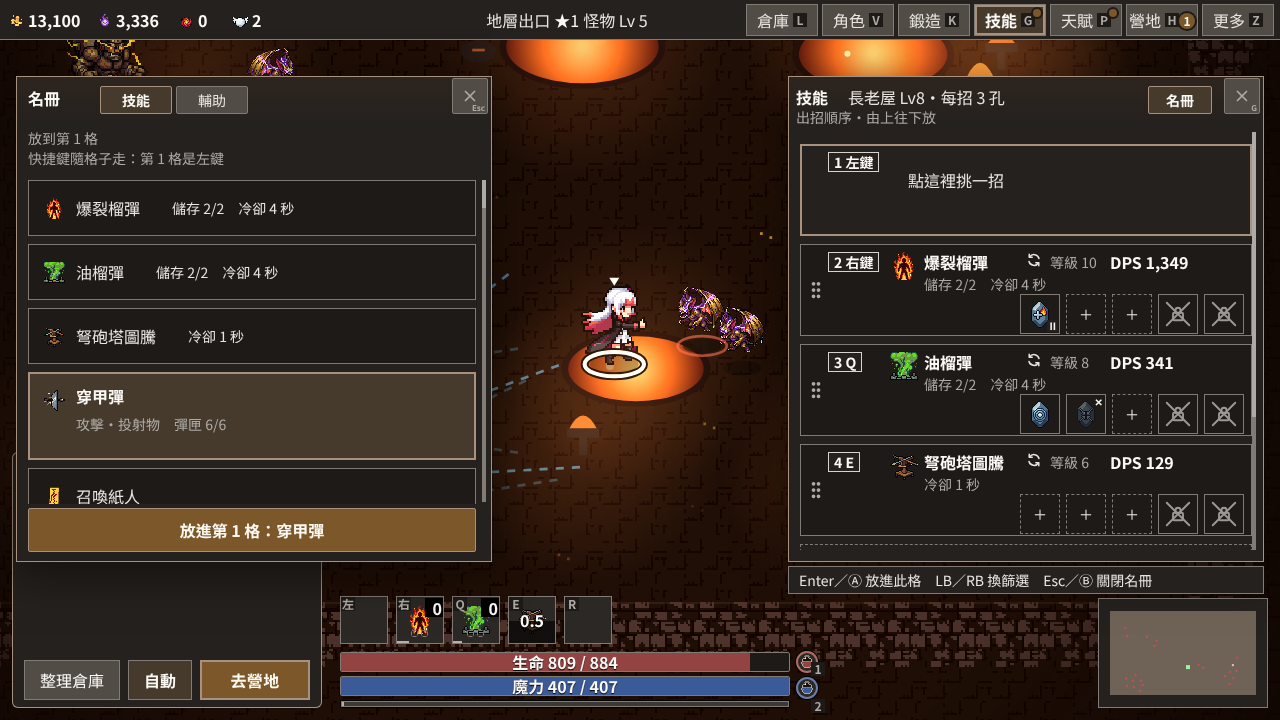 13,100 3,336 0 2 地層出口 ★1 怪物 Lv 5 倉庫 L 角色 V 鍛造 K 技能 G 天賦 P 營地 H 1 更多 Z
名冊 技能 輔助 Esc
放到第 1 格
快捷鍵隨格子走：第 1 格是左鍵
爆裂榴彈 儲存 2/2 冷卻 4 秒
油榴彈 儲存 2/2 冷卻 4 秒
弩砲塔圖騰 冷卻 1 秒
穿甲彈
攻擊・投射物 彈匣 6/6
召喚紙人
放進第 1 格：穿甲彈
技能 長老屋 Lv8・每招 3 孔 名冊 G
出招順序・由上往下放
1 左鍵
點這裡挑一招
2 右鍵 爆裂榴彈 等級 10 DPS 1,349
儲存 2/2 冷卻 4 秒
3 Q 油榴彈 等級 8 DPS 341
儲存 2/2 冷卻 4 秒
4 E 弩砲塔圖騰 等級 6 DPS 129
冷卻 1 秒
Enter／Ⓐ 放進此格 LB／RB 換篩選 Esc／Ⓑ 關閉名冊
左 右 0 Q 0 E 0.5 R
生命 809 / 884 1
魔力 407 / 407 2
整理倉庫 自動 去營地